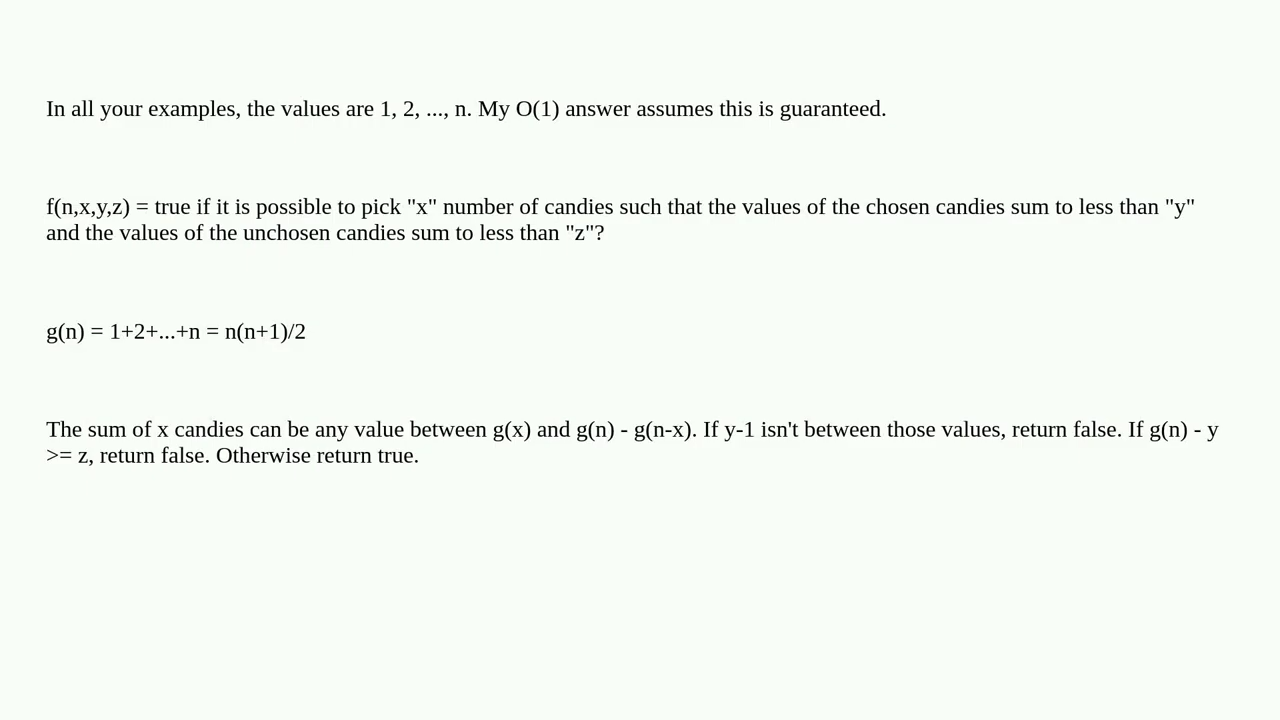 In all your examples, the values are 1, 2, ..., n. My O(1) answer assumes this is guaranteed.
f(n,x,y,z) = true if it is possible to pick "x" number of candies such that the values of the chosen candies sum to less than "y"
and the values of the unchosen candies sum to less than "z"?
g(n) = 1+2+...+n = n(n+1)/2
The sum of x candies can be any value between g(x) and g(n) - g(n-x). If y-1 isn't between those values, return false. If g(n) - y
>= z, return false. Otherwise return true.